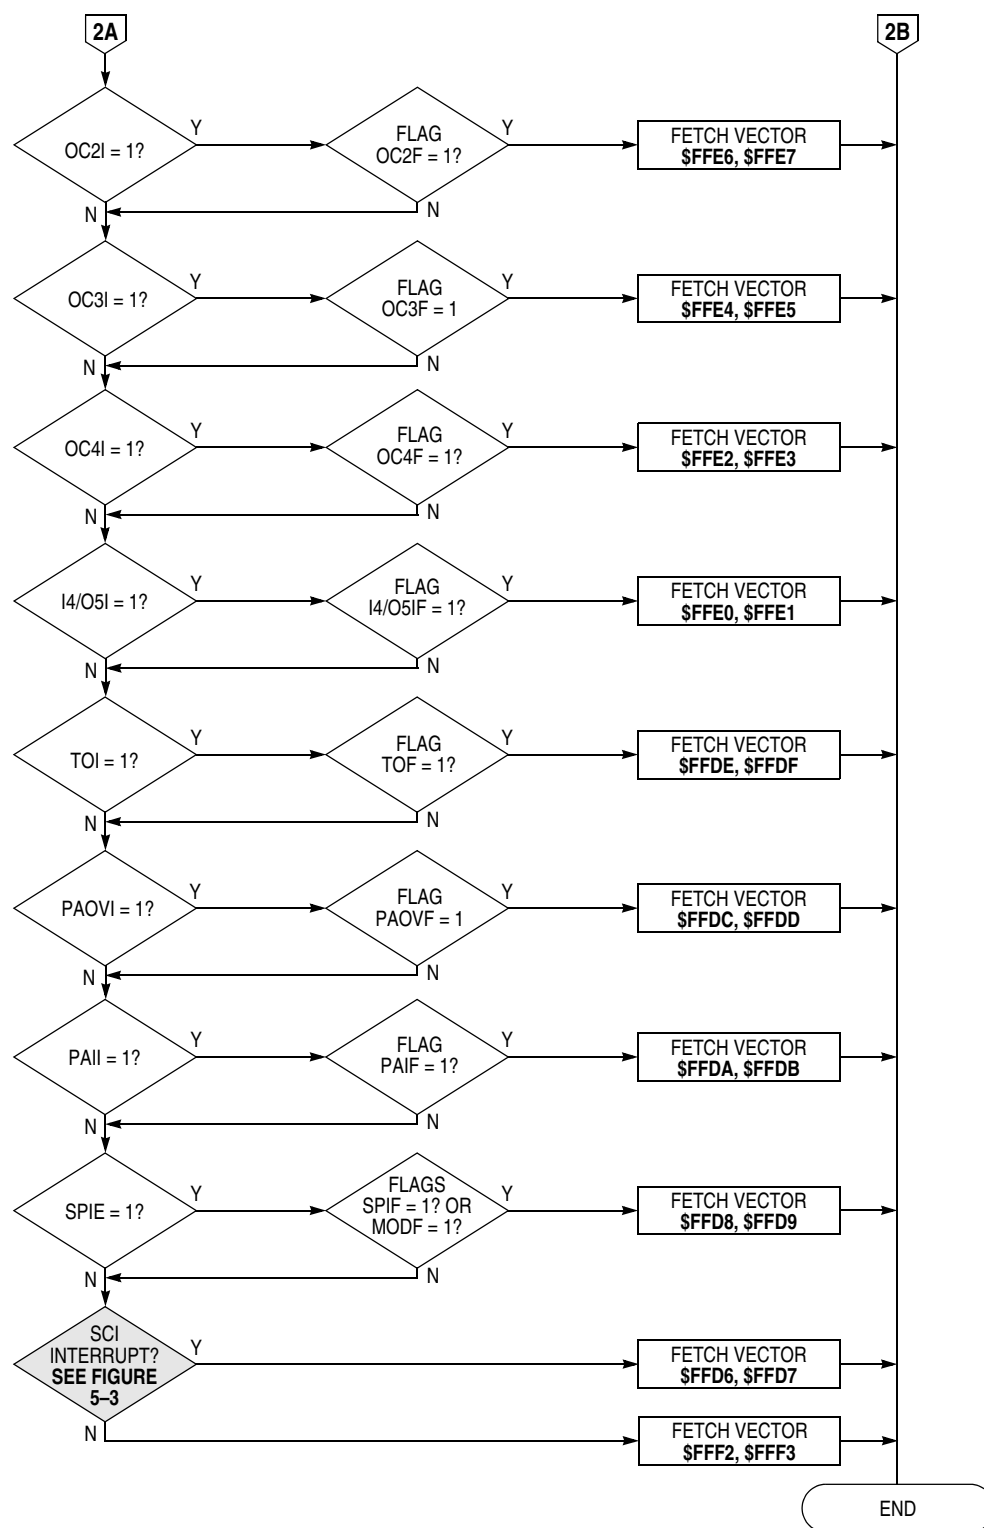 2A
2B
OC2I = 1?
Y
FLAG
OC2F = 1?
Y
FETCH VECTOR
$FFE6, $FFE7
N
N
OC3I = 1?
Y
FLAG
OC3F = 1
Y
FETCH VECTOR
$FFE4, $FFE5
N
N
OC4I = 1?
Y
FLAG
OC4F = 1?
Y
FETCH VECTOR
$FFE2, $FFE3
N
N
I4/O5I = 1?
Y
FLAG
I4/O5IF = 1?
Y
FETCH VECTOR
$FFE0, $FFE1
N
N
TOI = 1?
Y
FLAG
TOF = 1?
Y
FETCH VECTOR
$FFDE, $FFDF
N
N
PAOVI = 1?
Y
FLAG
PAOVF = 1
Y
FETCH VECTOR
$FFDC, $FFDD
N
N
PAII = 1?
Y
FLAG
PAIF = 1?
Y
FETCH VECTOR
$FFDA, $FFDB
N
N
SPIE = 1?
Y
FLAGS
SPIF = 1? OR
MODF = 1?
Y
FETCH VECTOR
$FFD8, $FFD9
N
N
SCI
INTERRUPT?
SEE FIGURE
5–3
Y
FETCH VECTOR
$FFD6, $FFD7
N
FETCH VECTOR
$FFF2, $FFF3
END